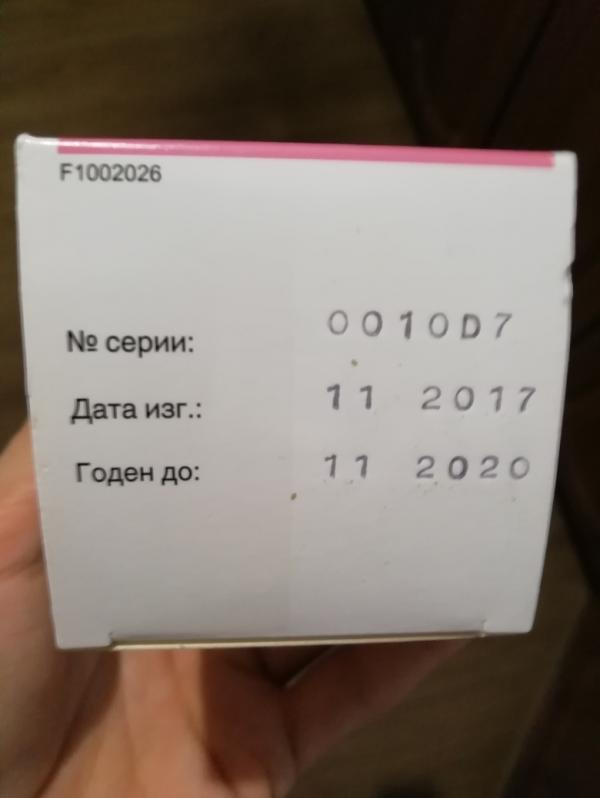 F1002026
№ серии: 0010D7
Дата изг.: 11 2017
Годен до: 11 2020